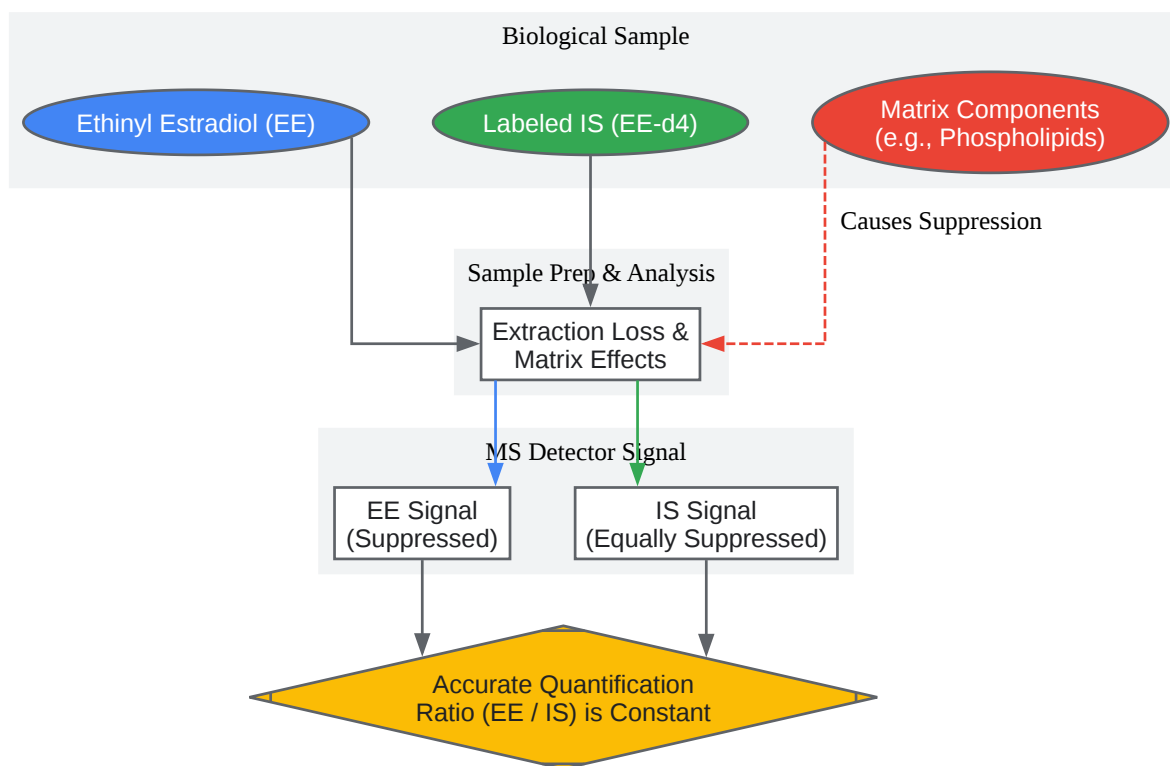 Biological Sample
Ethinyl Estradiol (EE)
Labeled IS (EE-d4)
Matrix Components
(e.g., Phospholipids)
Causes Suppression
Sample Prep & Analysis
Extraction Loss &
Matrix Effects
MS Detector Signal
EE Signal
(Suppressed)
IS Signal
(Equally Suppressed)
Accurate Quantification
Ratio (EE / IS) is Constant